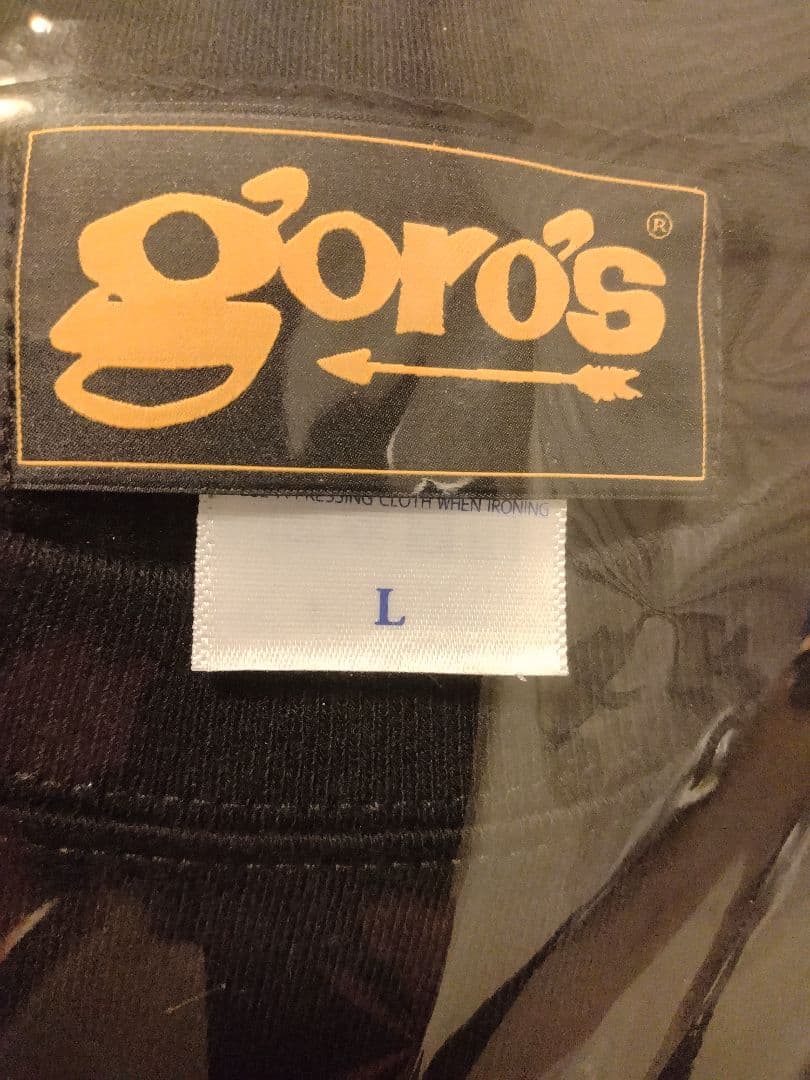 goro's
®
PRESSING CLOTH WHEN IRONING
L